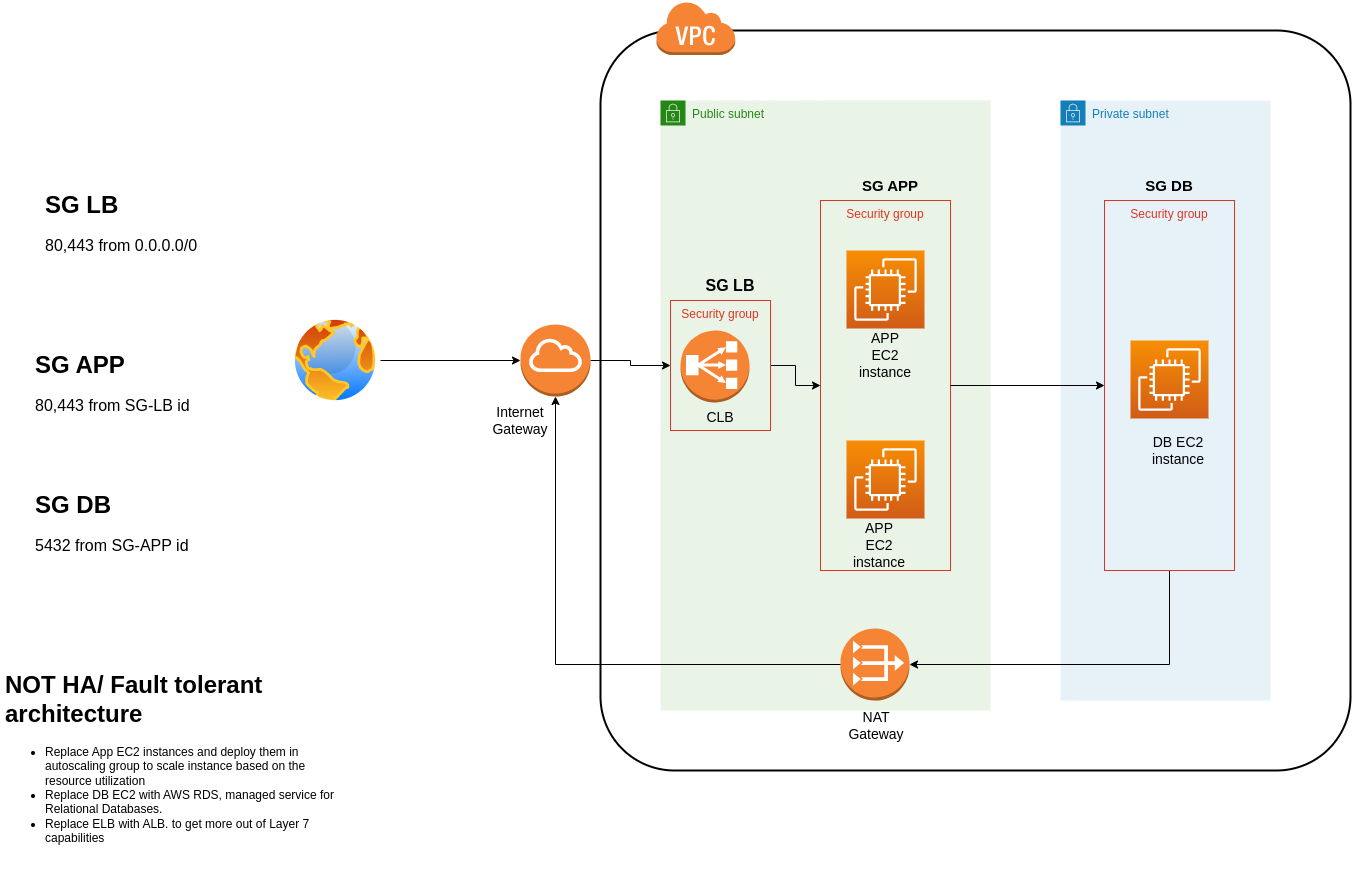 VPC
Public subnet
Private subnet
SG LB
80,443 from 0.0.0.0/0
SG APP
80,443 from SG-LB id
SG DB
5432 from SG-APP id
NOT HA/ Fault tolerant
architecture
Replace App EC2 instances and deploy them in
autoscaling group to scale instance based on the
resource utilization
Replace DB EC2 with AWS RDS, managed service for
Relational Databases.
Replace ELB with ALB. to get more out of Layer 7
capabilities
Internet
Gateway
SG LB
Security group
CLB
SG APP
Security group
APP
EC2
instance
APP
EC2
instance
NAT
Gateway
SG DB
Security group
DB EC2
instance